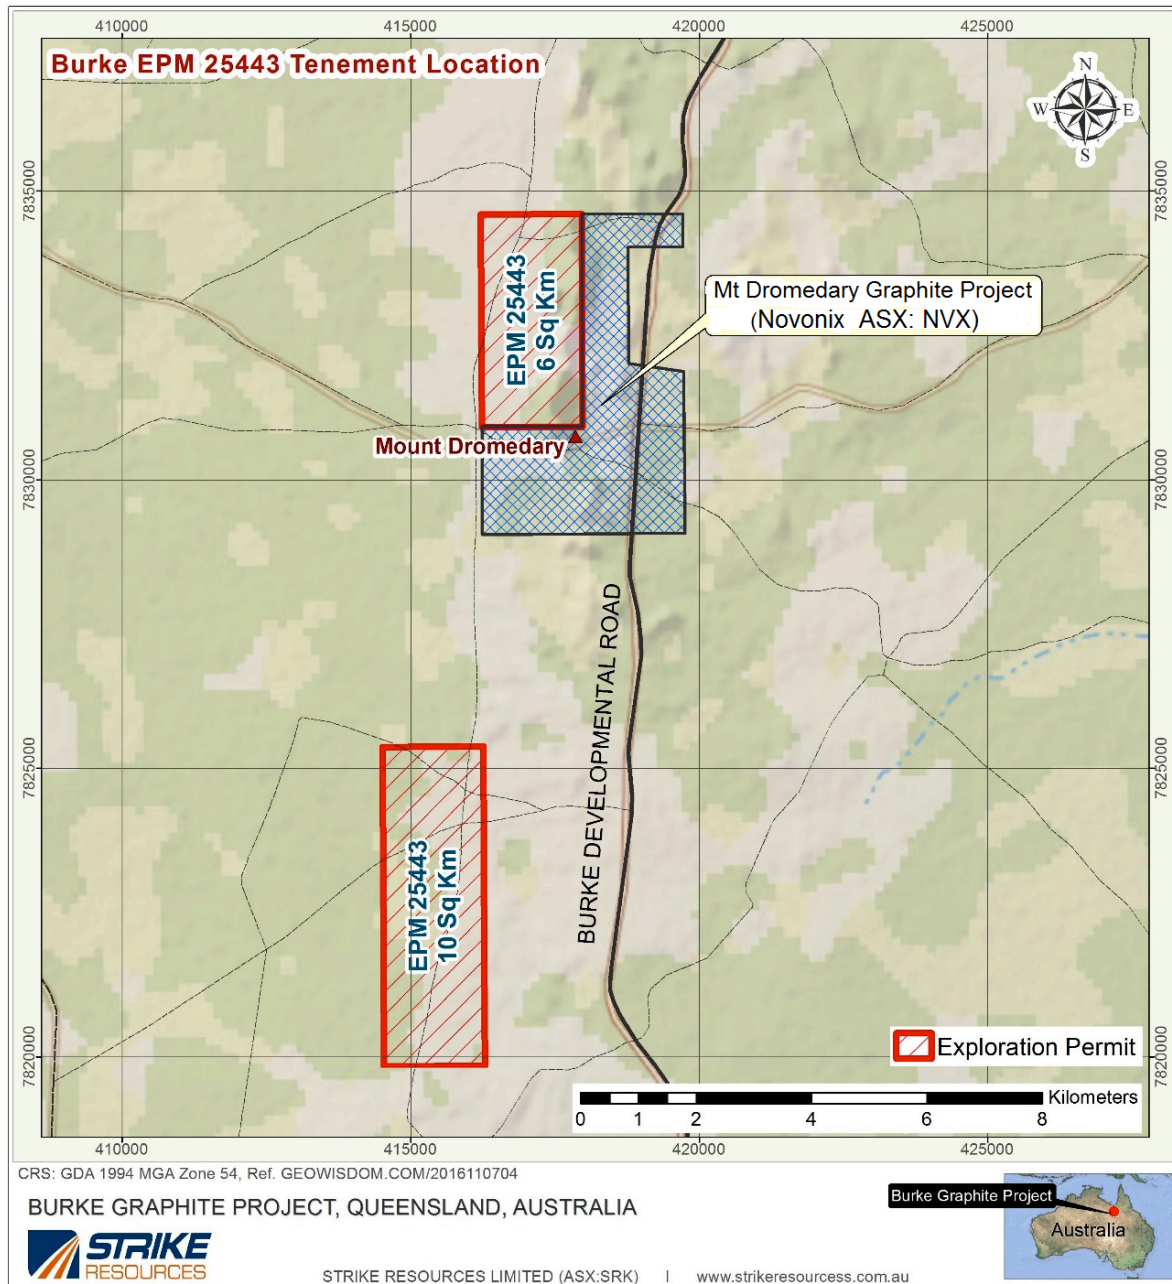 410000
415000
420000
425000
Burke EPM 25443 Tenement Location
N
W
E
S
7835000
7835000
EPM 25443
6 Sq Km
Mt Dromedary Graphite Project
(Novonix ASX: NVX)
Mount Dromedary
7830000
7830000
BURKE DEVELOPMENTAL ROAD
7825000
7825000
EPM 25443
10 Sq Km
7820000
7820000
Exploration Permit
Kilometers
0 1 2 4 6 8
410000
415000
420000
425000
CRS: GDA 1994 MGA Zone 54, Ref. GEOWISDOM.COM/2016110704
BURKE GRAPHITE PROJECT, QUEENSLAND, AUSTRALIA
Burke Graphite Project
Australia
STRIKE
RESOURCES
STRIKE RESOURCES LIMITED (ASX:SRK) | www.strikeresourcess.com.au